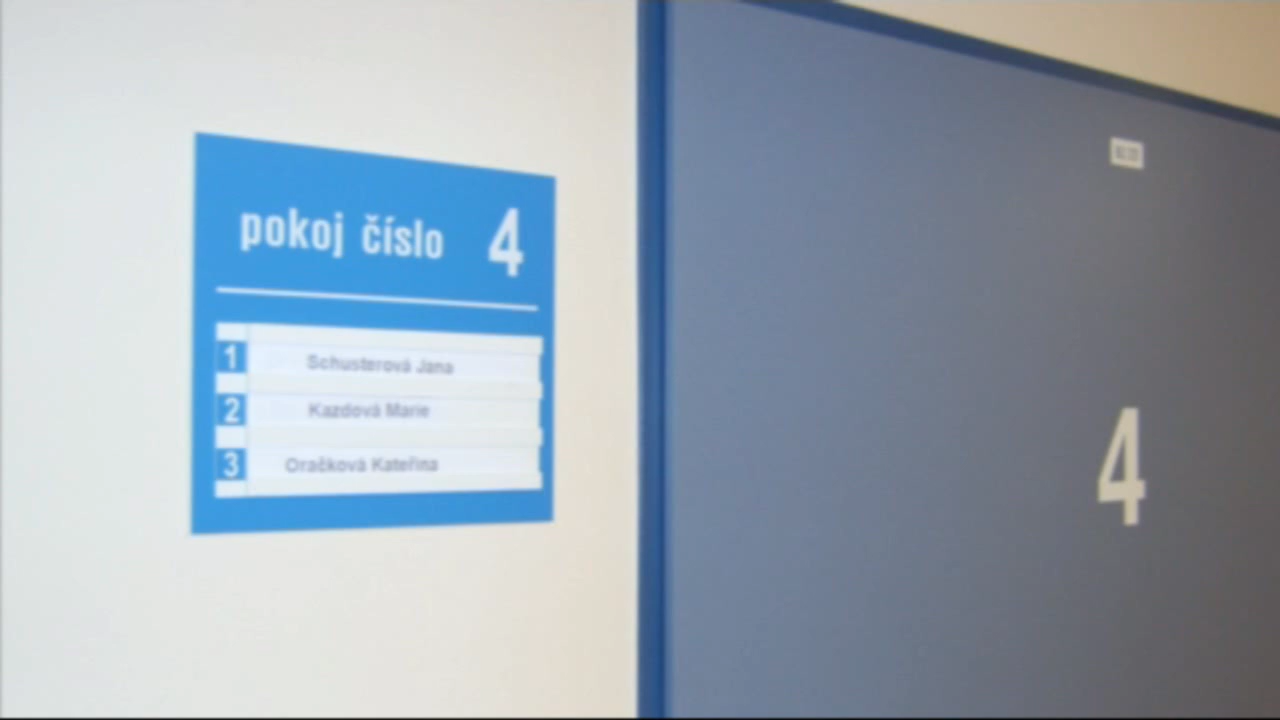 pokoj číslo 4
1 Schusterová Jana
2 Kazdová Marie
3 Oračková Kateřina
4